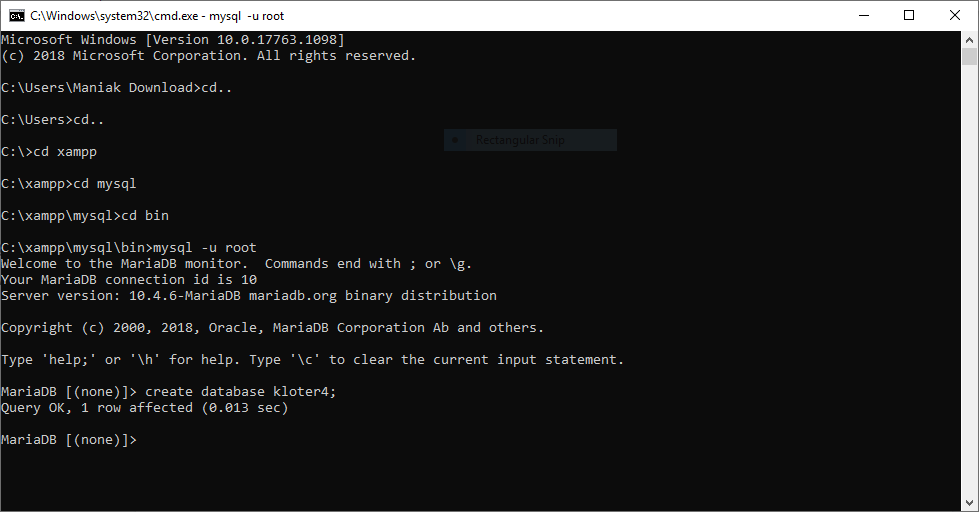 C:\Windows\system32\cmd.exe - mysql  -u root
Microsoft Windows [Version 10.0.17763.1098]
(c) 2018 Microsoft Corporation. All rights reserved.
C:\Users\Maniak Download>cd..
C:\Users>cd..
Rectangular Snip
C:\>cd xampp
C:\xampp>cd mysql
C:\xampp\mysql>cd bin
C:\xampp\mysql\bin>mysql -u root
Welcome to the MariaDB monitor.  Commands end with ; or \g.
Your MariaDB connection id is 10
Server version: 10.4.6-MariaDB mariadb.org binary distribution
Copyright (c) 2000, 2018, Oracle, MariaDB Corporation Ab and others.
Type 'help;' or '\h' for help. Type '\c' to clear the current input statement.
MariaDB [(none)]> create database kloter4;
Query OK, 1 row affected (0.013 sec)
MariaDB [(none)]>